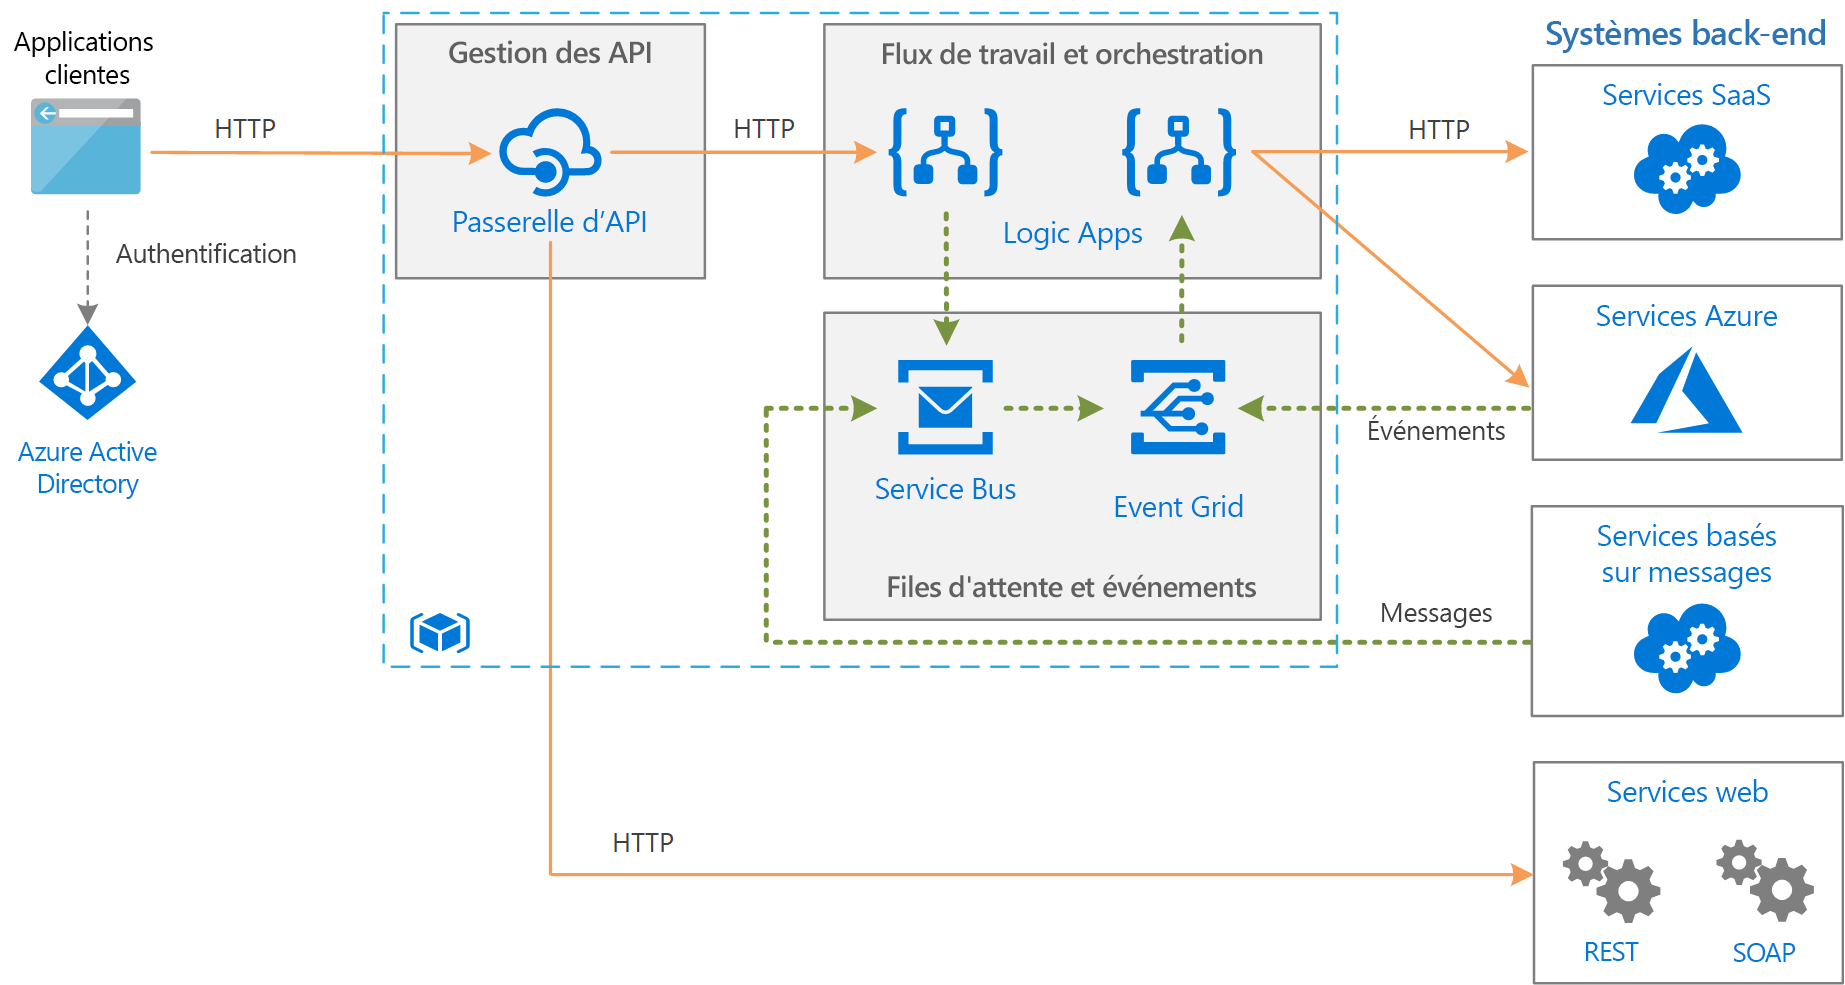 Applications
clientes
HTTP
Authentification
Azure Active
Directory
Gestion des API
Passerelle d’API
HTTP
Flux de travail et orchestration
Logic Apps
Service Bus
Event Grid
Files d'attente et événements
HTTP
Événements
Messages
HTTP
Systèmes back-end
Services SaaS
Services Azure
Services basés
sur messages
Services web
REST
SOAP